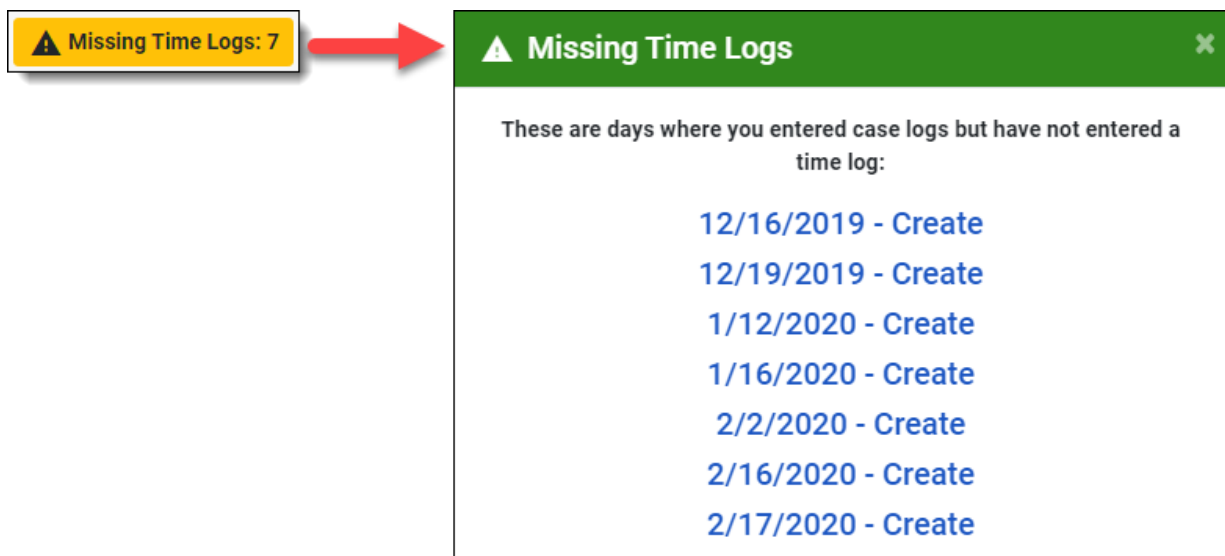 Missing Time Logs: 7
Missing Time Logs
These are days where you entered case logs but have not entered a
time log:
12/16/2019 - Create
12/19/2019 - Create
1/12/2020 - Create
1/16/2020 - Create
2/2/2020 - Create
2/16/2020 - Create
2/17/2020 - Create